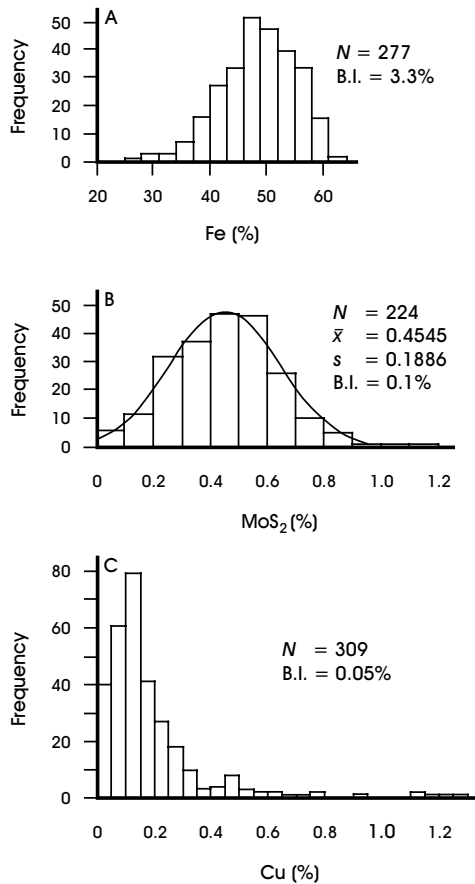 A
50
40
30
20
10
0
Frequency
N = 277
B.I. = 3.3%
20 30 40 50 60
Fe (%)
B
50
40
30
20
10
0
Frequency
N = 224
x̄ = 0.4545
s = 0.1886
B.I. = 0.1%
0 0.2 0.4 0.6 0.8 1.0 1.2
MoS₂ (%)
C
80
60
40
20
0
Frequency
N = 309
B.I. = 0.05%
0 0.2 0.4 0.6 0.8 1.0 1.2
Cu (%)